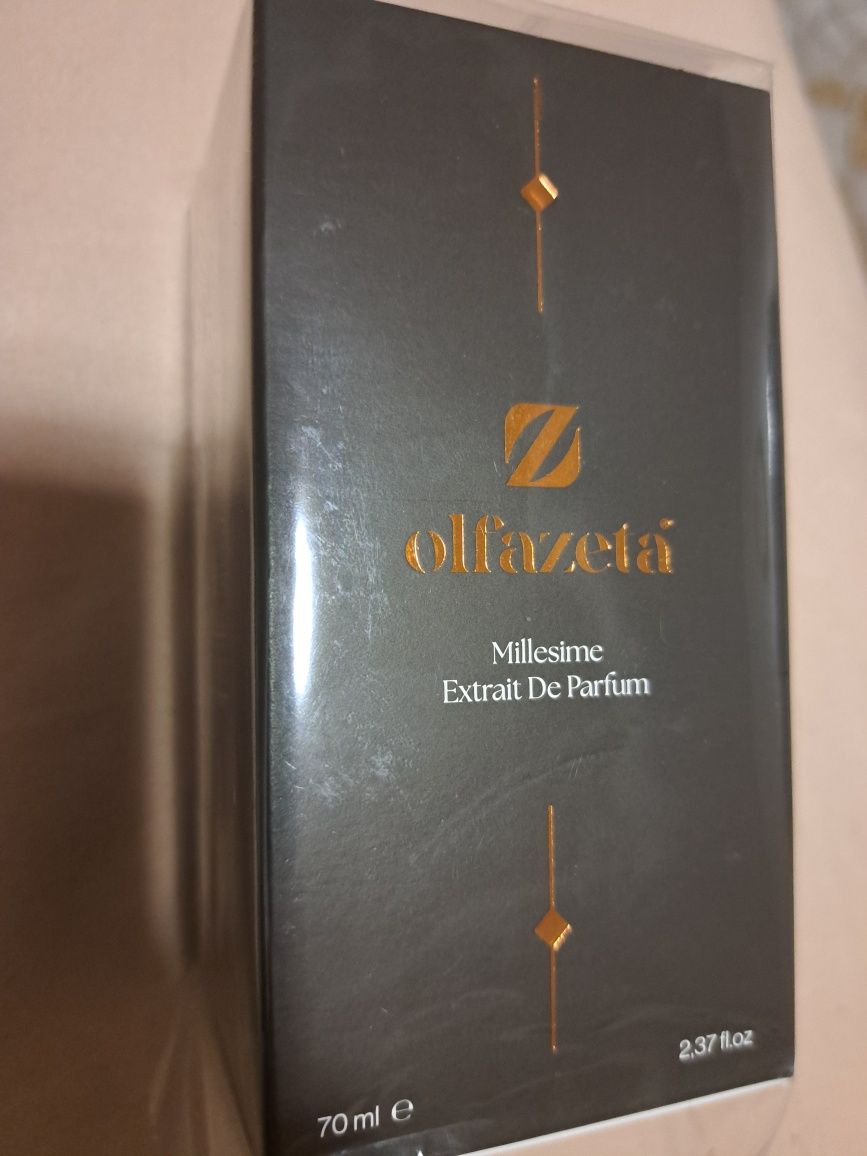 Z
olfazeta
Millesime
Extrait De Parfum
2,37 fl.oz
70 ml ℮